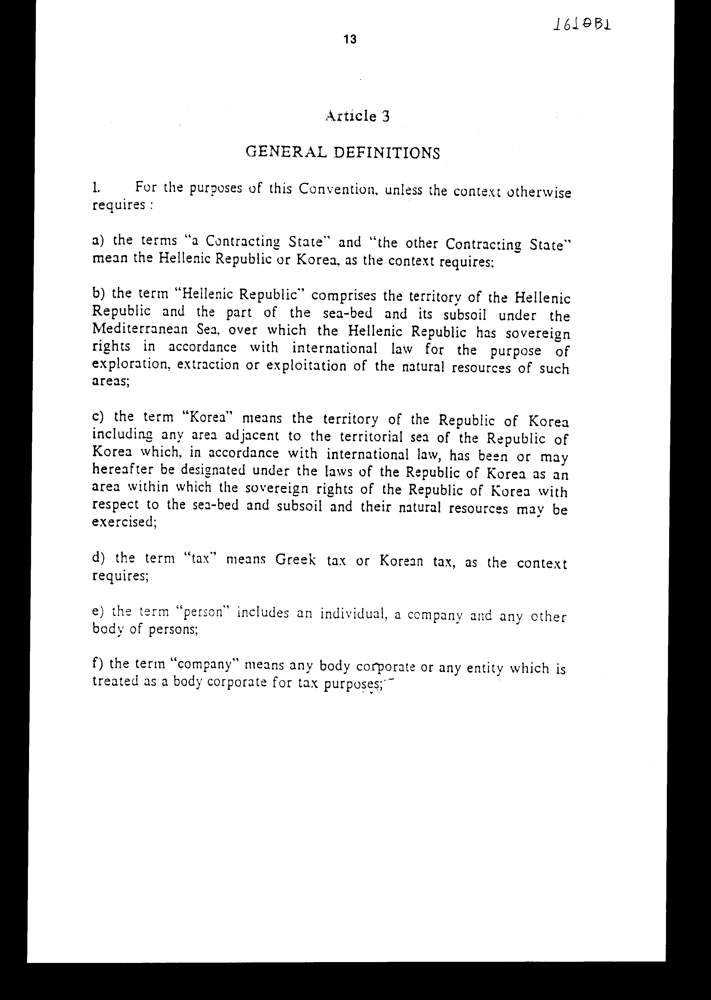 1610B1
13
Article 3
GENERAL DEFINITIONS
1. For the purposes of this Convention, unless the context otherwise
requires :
a) the terms “a Contracting State” and “the other Contracting State”
mean the Hellenic Republic or Korea, as the context requires;
b) the term “Hellenic Republic” comprises the territory of the Hellenic
Republic and the part of the sea-bed and its subsoil under the
Mediterranean Sea, over which the Hellenic Republic has sovereign
rights in accordance with international law for the purpose of
exploration, extraction or exploitation of the natural resources of such
areas;
c) the term “Korea” means the territory of the Republic of Korea
including any area adjacent to the territorial sea of the Republic of
Korea which, in accordance with international law, has been or may
hereafter be designated under the laws of the Republic of Korea as an
area within which the sovereign rights of the Republic of Korea with
respect to the sea-bed and subsoil and their natural resources may be
exercised;
d) the term “tax” means Greek tax or Korean tax, as the context
requires;
e) the term “person” includes an individual, a company and any other
body of persons;
f) the term “company” means any body corporate or any entity which is
treated as a body corporate for tax purposes;